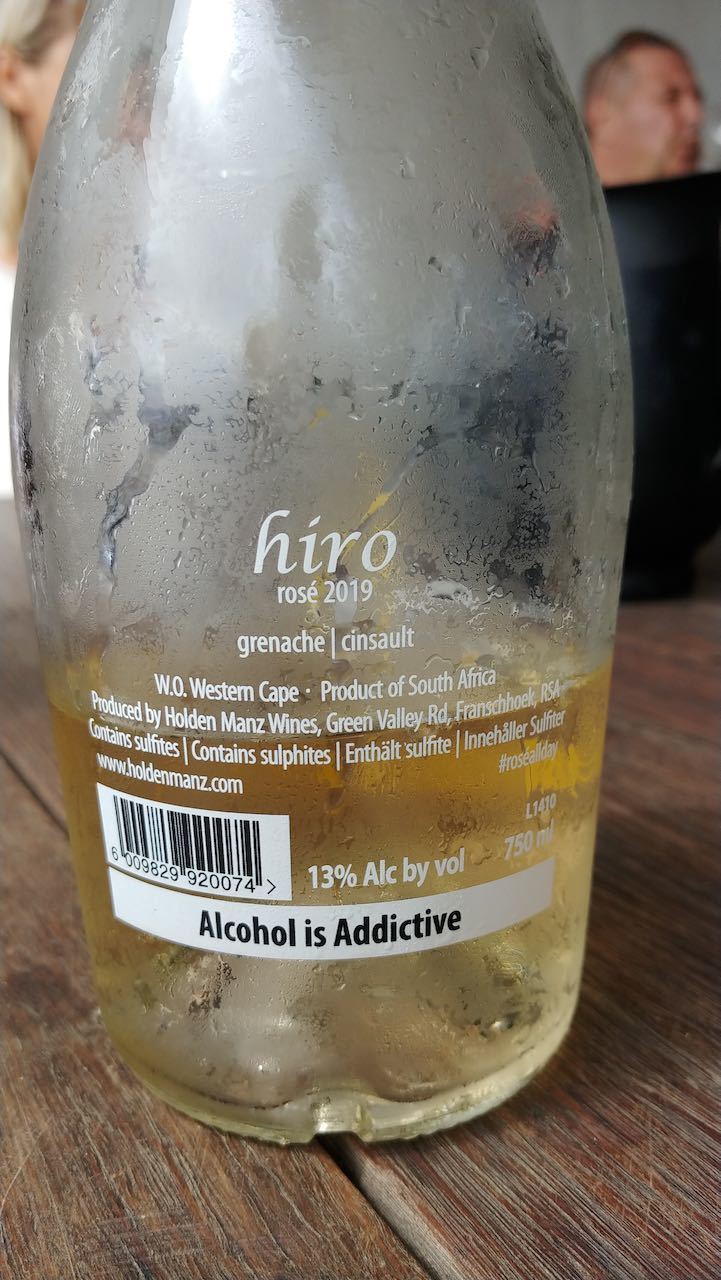 hiro
rosé 2019
grenache | cinsault
W.O. Western Cape · Product of South Africa
Produced by Holden Manz Wines, Green Valley Rd, Franschhoek, RSA
Contains sulfites | Contains sulphites | Enthält sulfite | Innehåller Sulfiter
www.holdenmanz.com
#roséallday
L1410
750 ml
6 009829 920074 >
13% Alc by vol
Alcohol is Addictive